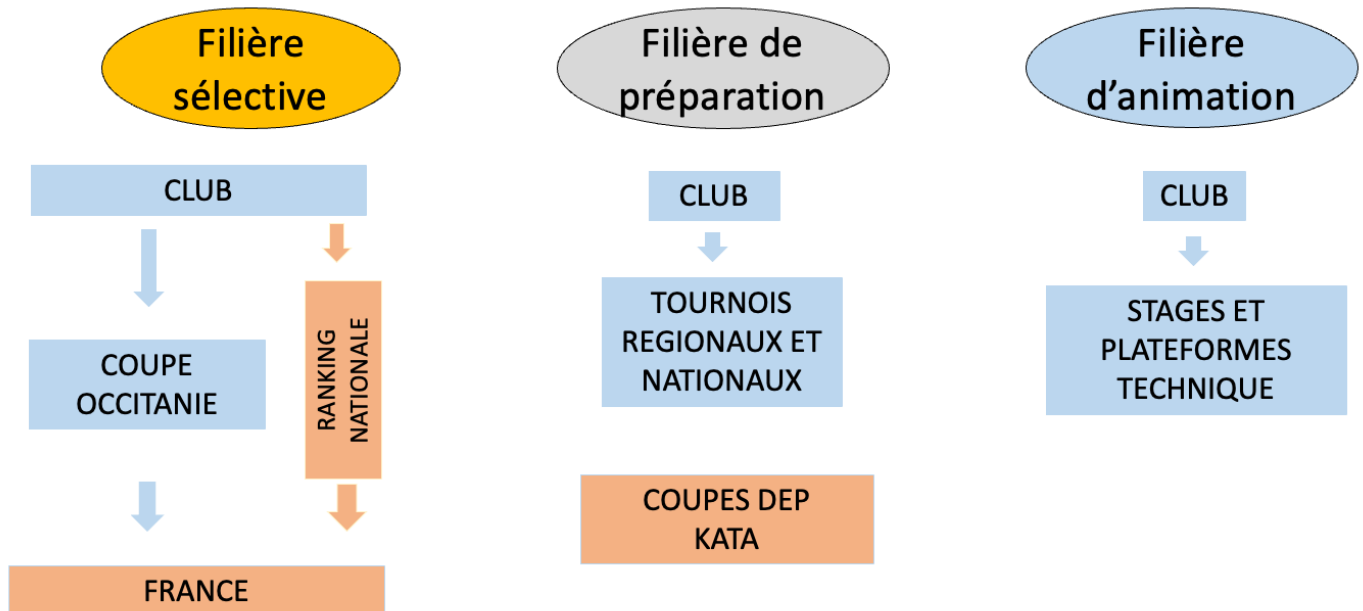 Filière
sélective
CLUB
COUPE
OCCITANIE
RANKING
NATIONALE
FRANCE
Filière de
préparation
CLUB
TOURNOIS
REGIONAUX ET
NATIONAUX
COUPES DEP
KATA
Filière
d’animation
CLUB
STAGES ET
PLATEFORMES
TECHNIQUE